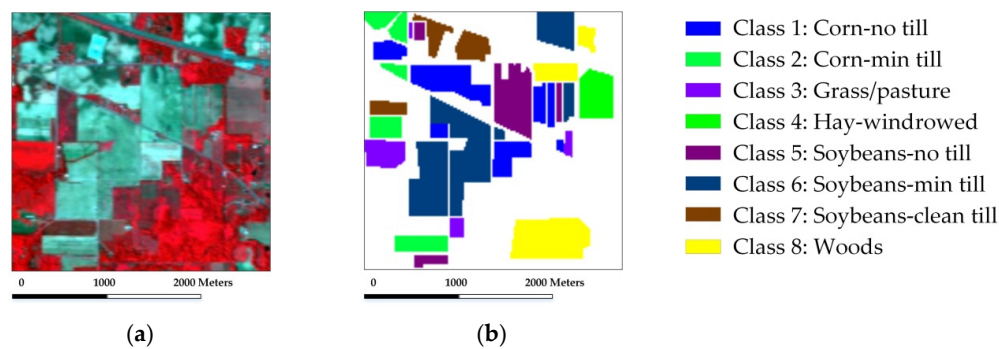 Class 1: Corn-no till
Class 2: Corn-min till
Class 3: Grass/pasture
Class 4: Hay-windrowed
Class 5: Soybeans-no till
Class 6: Soybeans-min till
Class 7: Soybeans-clean till
Class 8: Woods
0 1000 2000 Meters
0 1000 2000 Meters
(a)
(b)